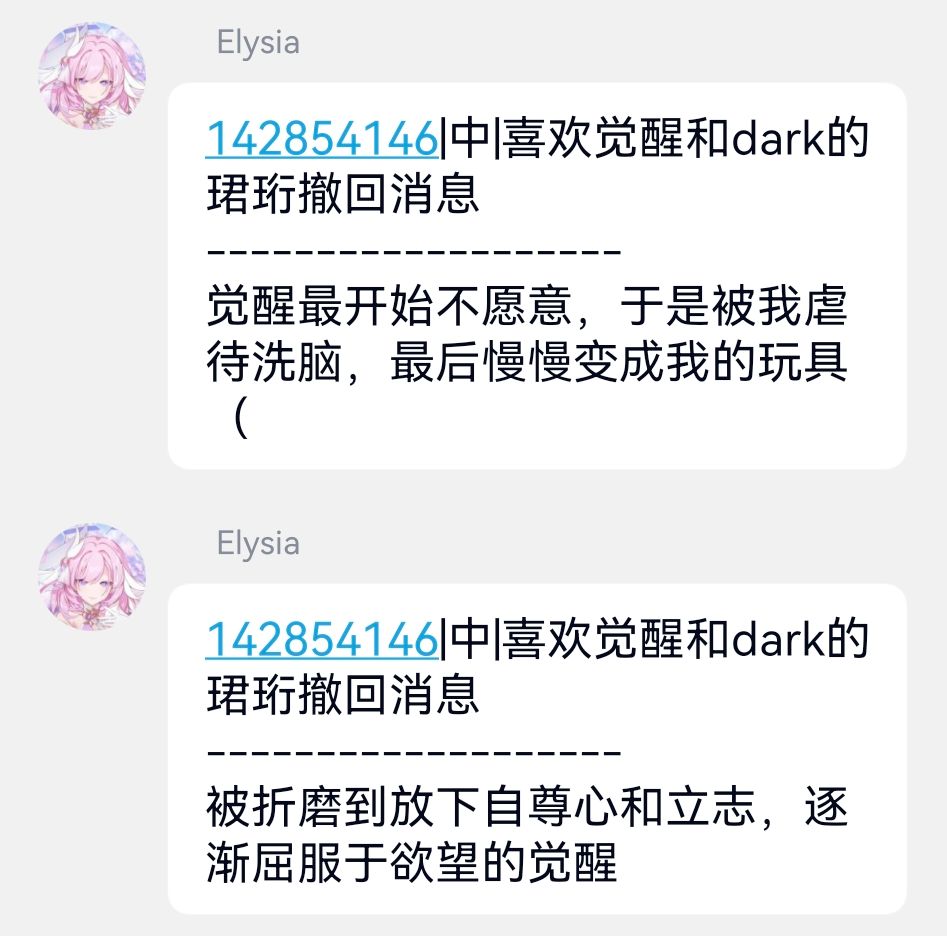 Elysia
142854146|中|喜欢觉醒和dark的
珺珩撤回消息
-------------------
觉醒最开始不愿意，于是被我虐
待洗脑，最后慢慢变成我的玩具
（
Elysia
142854146|中|喜欢觉醒和dark的
珺珩撤回消息
-------------------
被折磨到放下自尊心和立志，逐
渐屈服于欲望的觉醒